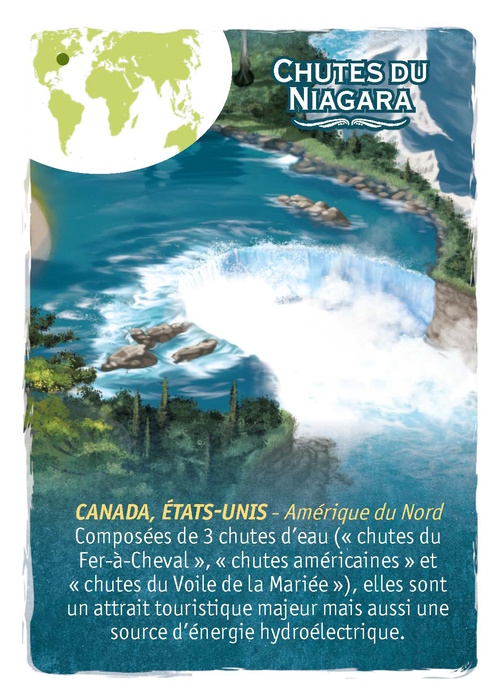 CHUTES DU
NIAGARA
CANADA, ÉTATS-UNIS - Amérique du Nord
Composées de 3 chutes d'eau (« chutes du
Fer-à-Cheval », « chutes américaines » et
« chutes du Voile de la Mariée »), elles sont
un attrait touristique majeur mais aussi une
source d'énergie hydroélectrique.